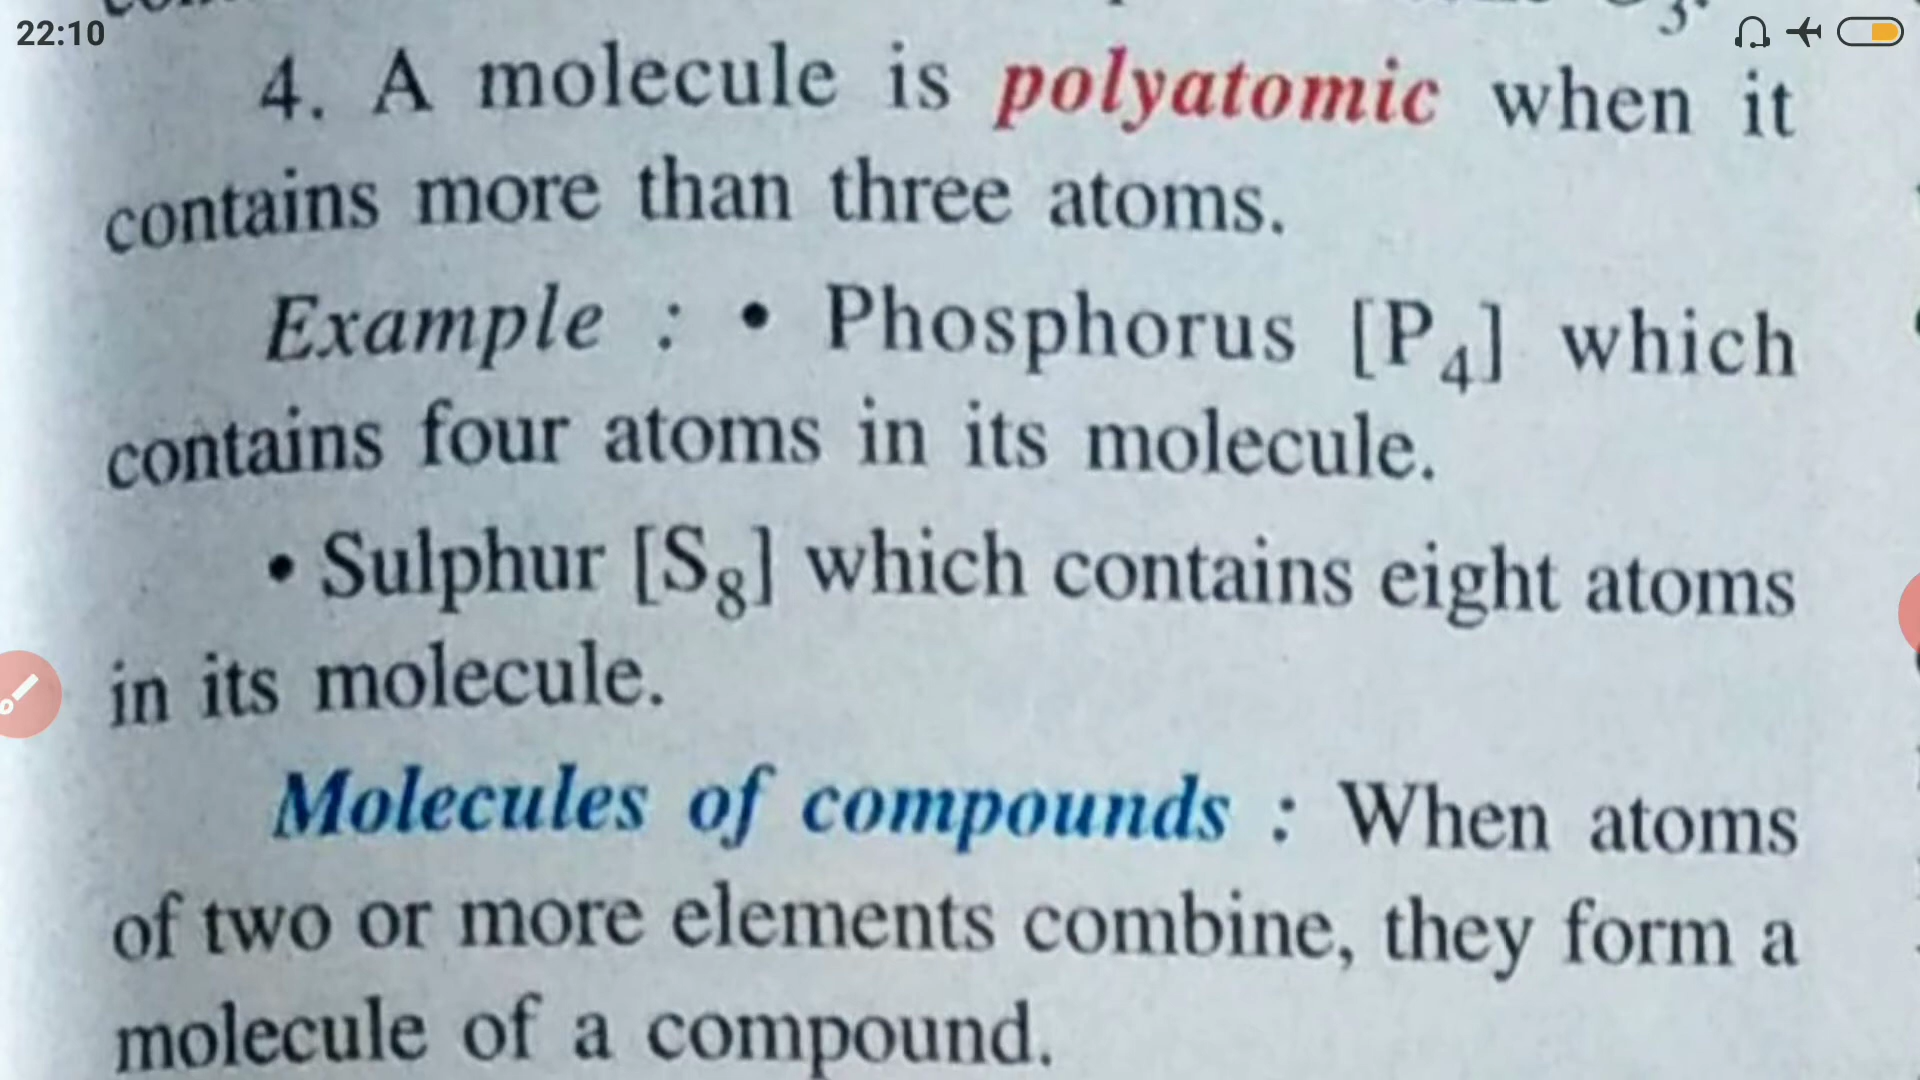 22:10
4. A molecule is polyatomic when it
contains more than three atoms.
Example : • Phosphorus [P₄] which
contains four atoms in its molecule.
• Sulphur [S₈] which contains eight atoms
in its molecule.
Molecules of compounds : When atoms
of two or more elements combine, they form a
molecule of a compound.